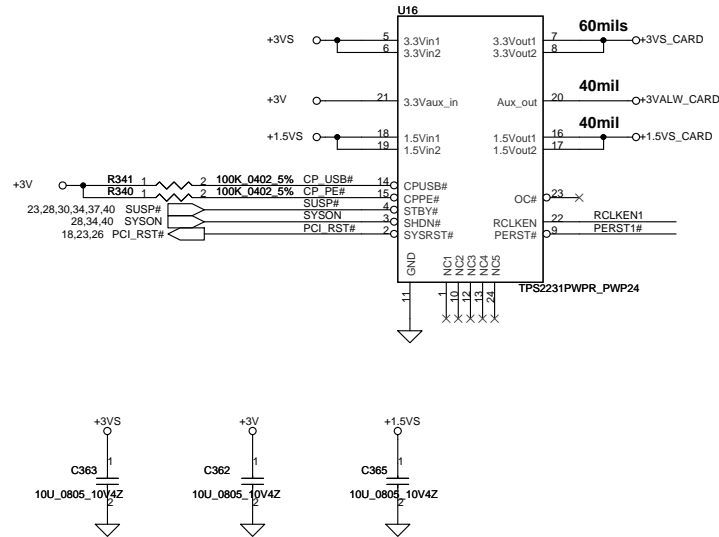 U16
60mils
+3VS 5 3.3Vin1 3.3Vout1 7 +3VS_CARD
6 3.3Vin2 3.3Vout2 8
40mil
+3V 21 3.3Vaux_in Aux_out 20 +3VALW_CARD
40mil
+1.5VS 18 1.5Vin1 1.5Vout1 16 +1.5VS_CARD
19 1.5Vin2 1.5Vout2 17
R341 1 2 100K_0402_5% CP_USB# 14 CPUSB#
+3V R340 1 2 100K_0402_5% CP_PE# 15 CPPE# OC# 23
23,28,30,34,37,40 SUSP# SUSP# 4 STBY#
28,34,40 SYSON SYSON 3 SHDN# RCLKEN 22 RCLKEN1
18,23,26 PCI_RST# PCI_RST# 2 SYSRST# PERST# 9 PERST1#
GND NC1 NC2 NC3 NC4 NC5
11 1 10 12 13 24
TPS2231PWPR_PWP24
+3VS +3V +1.5VS
1 1 1
C363 C362 C365
10U_0805_10V4Z 10U_0805_10V4Z 10U_0805_10V4Z
2 2 2